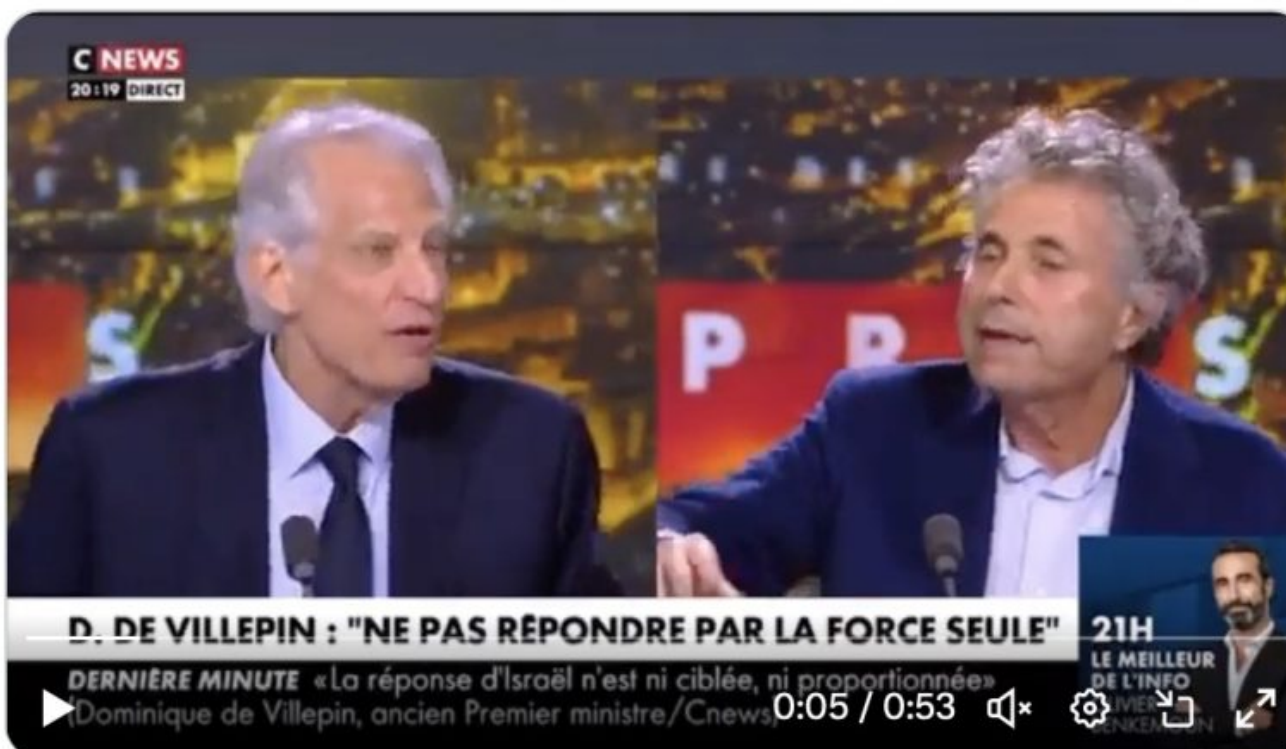 C NEWS
20:19 DIRECT
S
P R S
D. DE VILLEPIN : "NE PAS RÉPONDRE PAR LA FORCE SEULE"
DERNIÈRE MINUTE «La réponse d'Israël n'est ni ciblée, ni proportionnée»
(Dominique de Villepin, ancien Premier ministre/Cnews)
21H
LE MEILLEUR
DE L'INFO
OLIVIER
BENKEMOUN
0:05 / 0:53